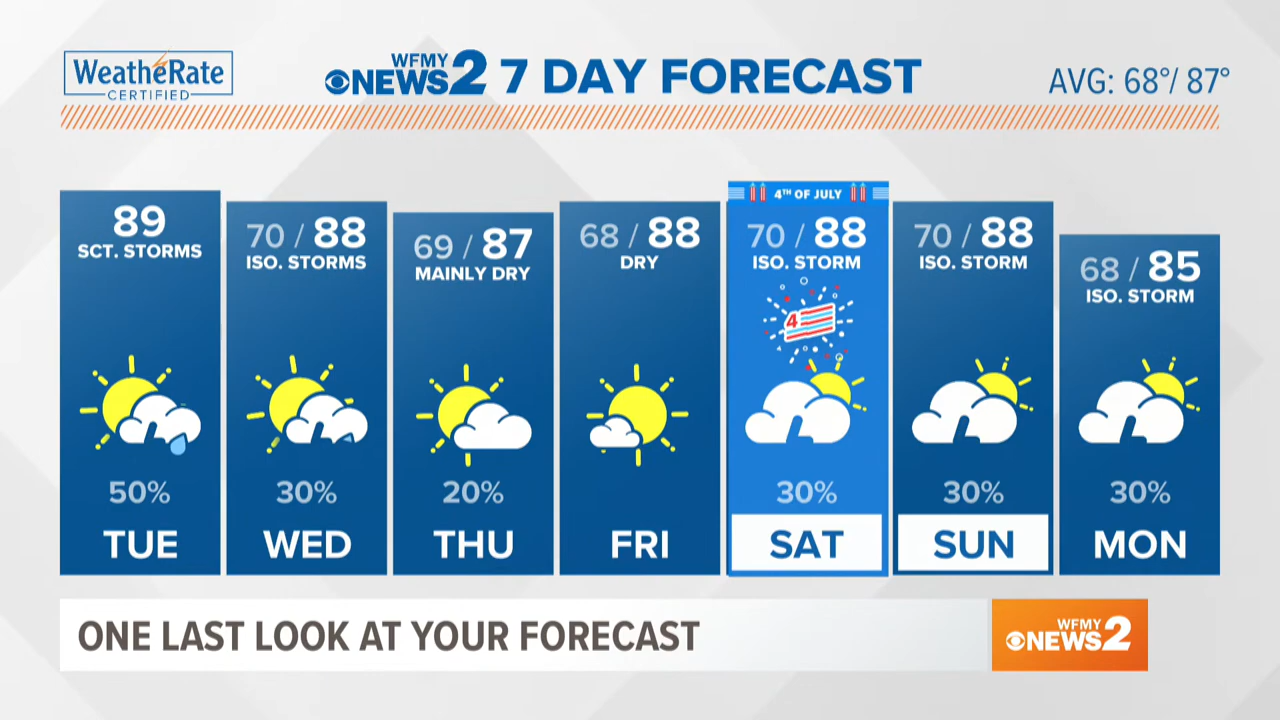 WeatheRate
CERTIFIED
WFMY
NEWS 2
7 DAY FORECAST
AVG: 68°/ 87°
89
SCT. STORMS
50%
TUE
70 / 88
ISO. STORMS
30%
WED
69 / 87
MAINLY DRY
20%
THU
68 / 88
DRY
FRI
4TH OF JULY
70 / 88
ISO. STORM
4
30%
SAT
70 / 88
ISO. STORM
30%
SUN
68 / 85
ISO. STORM
30%
MON
ONE LAST LOOK AT YOUR FORECAST
WFMY
NEWS 2